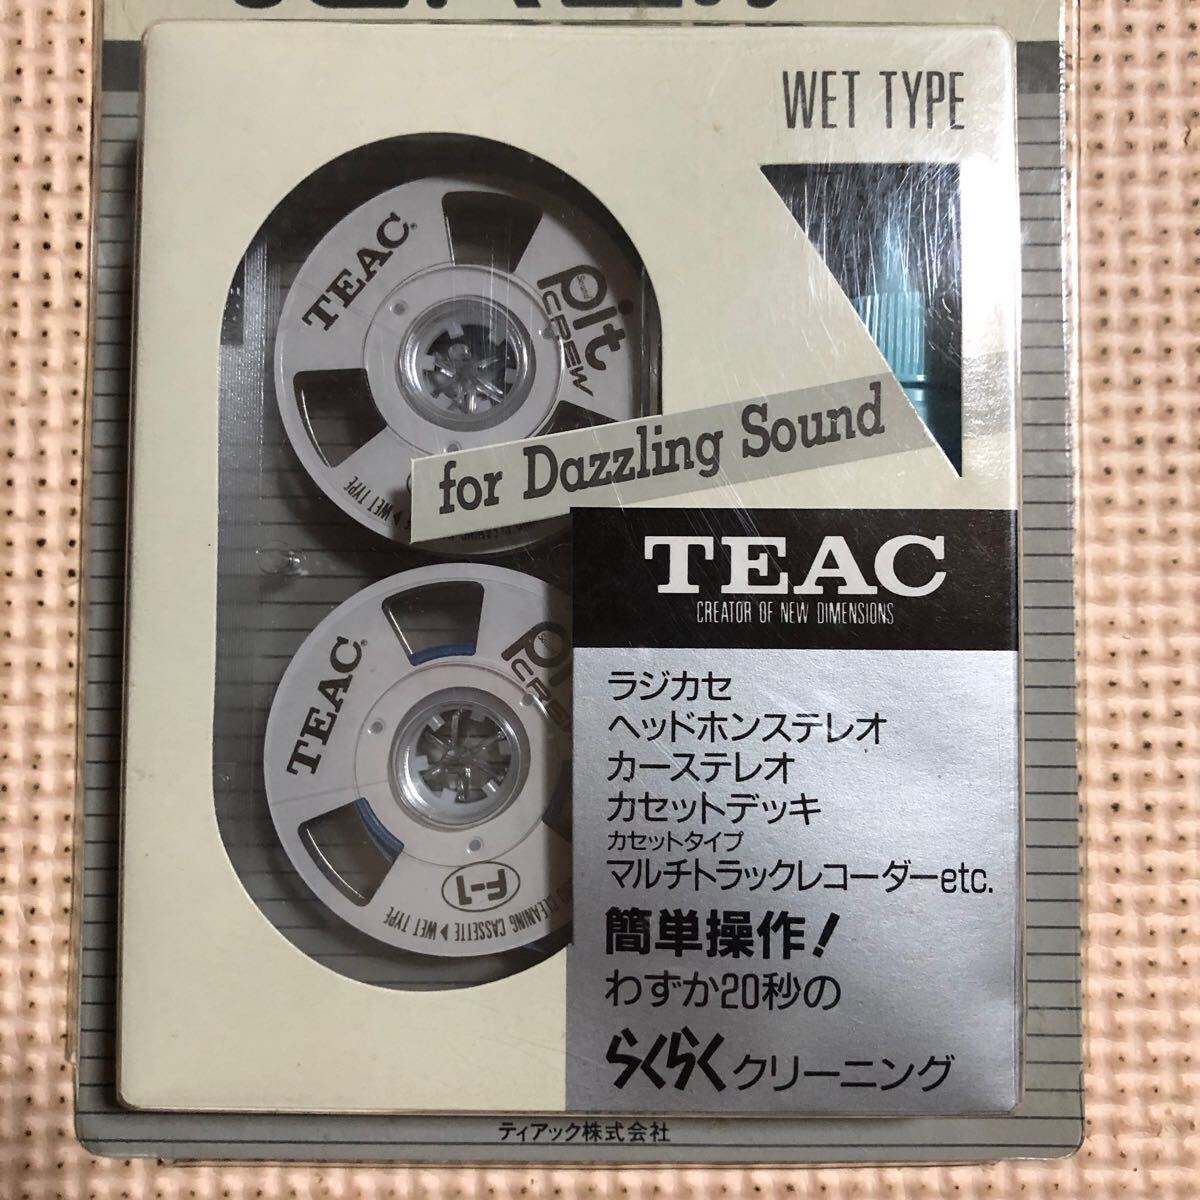 WET TYPE
TEAC
pit
CREW
WET TYPE
for Dazzling Sound
TEAC
CREATOR OF NEW DIMENSIONS
TEAC
F-1
CLEANING CASSETTE ▶ WET TYPE
ラジカセ
ヘッドホンステレオ
カーステレオ
カセットデッキ
カセットタイプ
マルチトラックレコーダーetc.
簡単操作!
わずか20秒の
らくらくクリーニング
ティアック株式会社